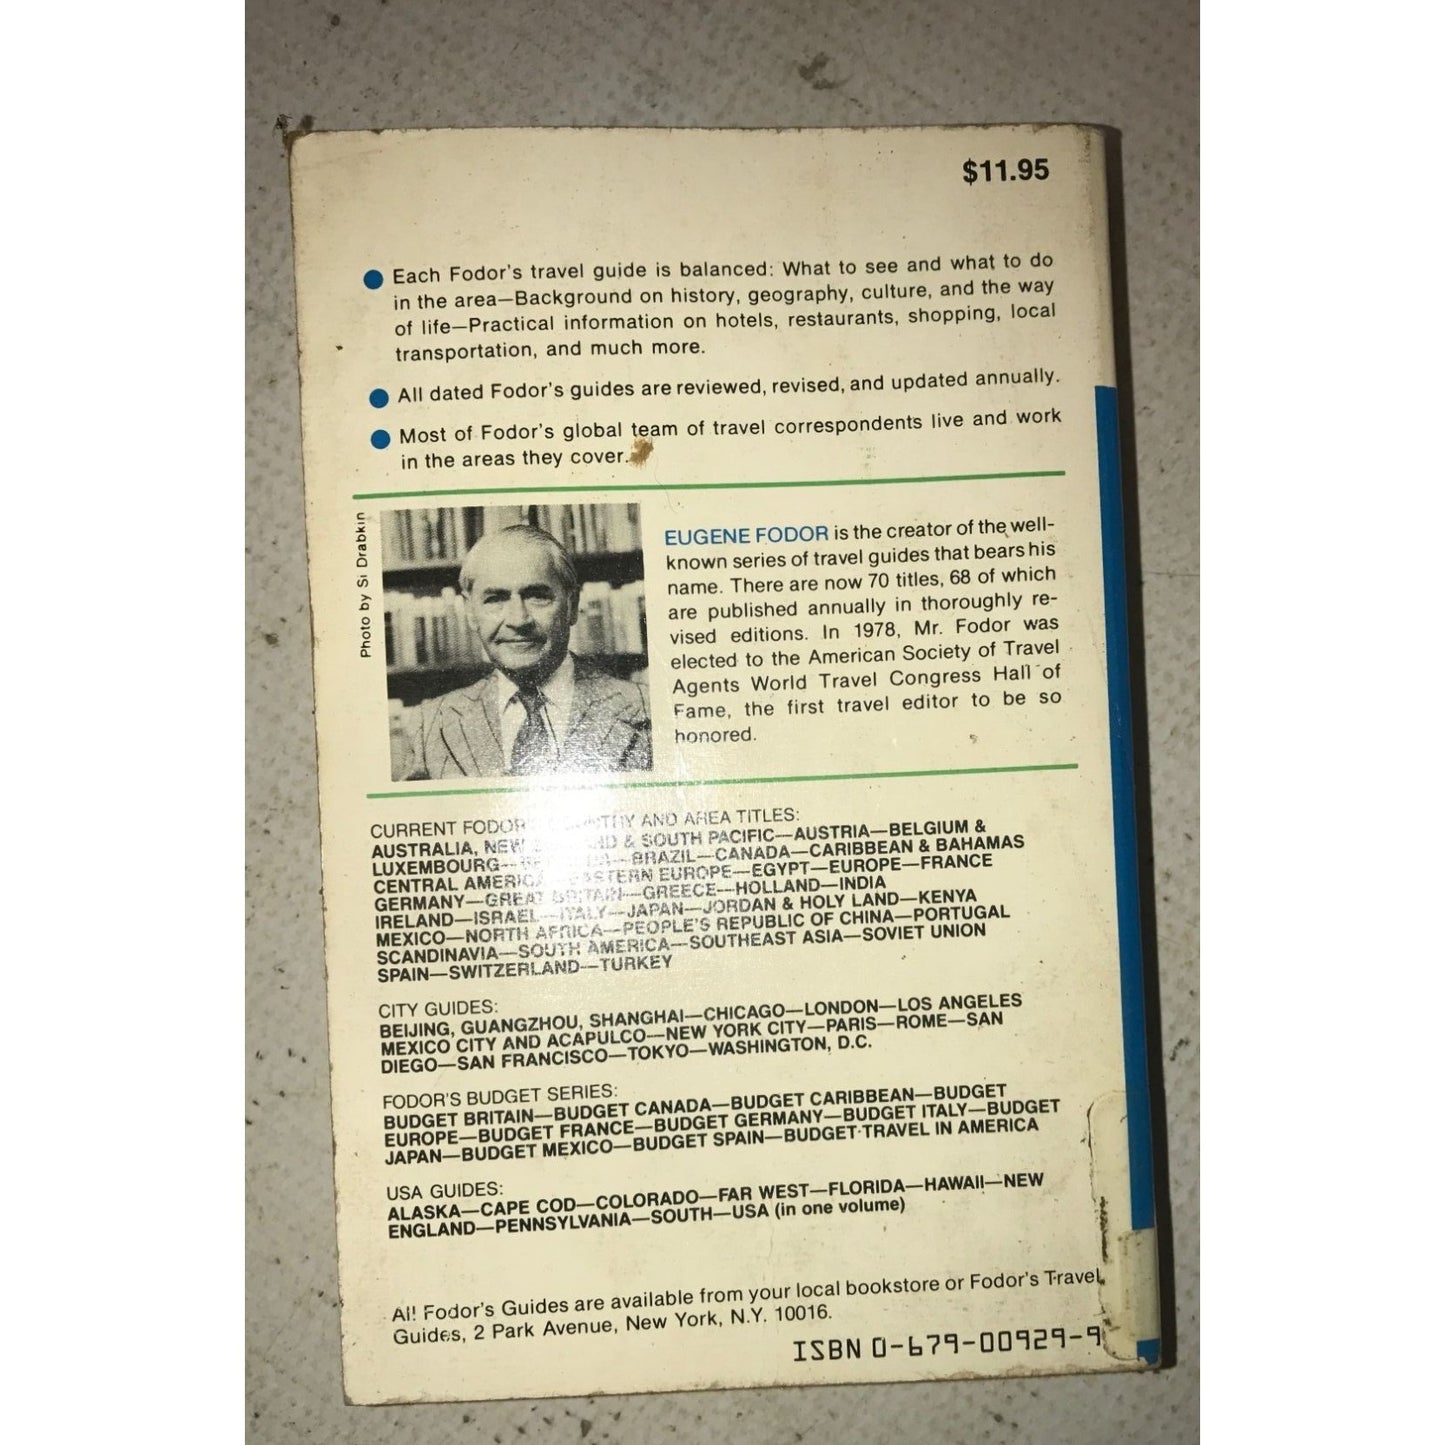 $11.95
Each Fodor's travel guide is balanced: What to see and what to do
in the area—Background on history, geography, culture, and the way
of life—Practical information on hotels, restaurants, shopping, local
transportation, and much more.
All dated Fodor's guides are reviewed, revised, and updated annually.
Most of Fodor's global team of travel correspondents live and work
in the areas they cover.
Photo by Si Drabkin
EUGENE FODOR is the creator of the well-
known series of travel guides that bears his
name. There are now 70 titles, 68 of which
are published annually in thoroughly re-
vised editions. In 1978, Mr. Fodor was
elected to the American Society of Travel
Agents World Travel Congress Hall of
Fame, the first travel editor to be so
honored.
CURRENT FODOR'S COUNTRY AND AREA TITLES:
AUSTRALIA, NEW ZEALAND & SOUTH PACIFIC—AUSTRIA—BELGIUM &
LUXEMBOURG—BERMUDA—BRAZIL—CANADA—CARIBBEAN & BAHAMAS
CENTRAL AMERICA—EASTERN EUROPE—EGYPT—EUROPE—FRANCE
GERMANY—GREAT BRITAIN—GREECE—HOLLAND—INDIA
IRELAND—ISRAEL—ITALY—JAPAN—JORDAN & HOLY LAND—KENYA
MEXICO—NORTH AFRICA—PEOPLE'S REPUBLIC OF CHINA—PORTUGAL
SCANDINAVIA—SOUTH AMERICA—SOUTHEAST ASIA—SOVIET UNION
SPAIN—SWITZERLAND—TURKEY
CITY GUIDES:
BEIJING, GUANGZHOU, SHANGHAI—CHICAGO—LONDON—LOS ANGELES
MEXICO CITY AND ACAPULCO—NEW YORK CITY—PARIS—ROME—SAN
DIEGO—SAN FRANCISCO—TOKYO—WASHINGTON, D.C.
FODOR'S BUDGET SERIES:
BUDGET BRITAIN—BUDGET CANADA—BUDGET CARIBBEAN—BUDGET
EUROPE—BUDGET FRANCE—BUDGET GERMANY—BUDGET ITALY—BUDGET
JAPAN—BUDGET MEXICO—BUDGET SPAIN—BUDGET TRAVEL IN AMERICA
USA GUIDES:
ALASKA—CAPE COD—COLORADO—FAR WEST—FLORIDA—HAWAII—NEW
ENGLAND—PENNSYLVANIA—SOUTH—USA (in one volume)
All Fodor's Guides are available from your local bookstore or Fodor's Travel
Guides, 2 Park Avenue, New York, N.Y. 10016.
ISBN 0-679-00929-9